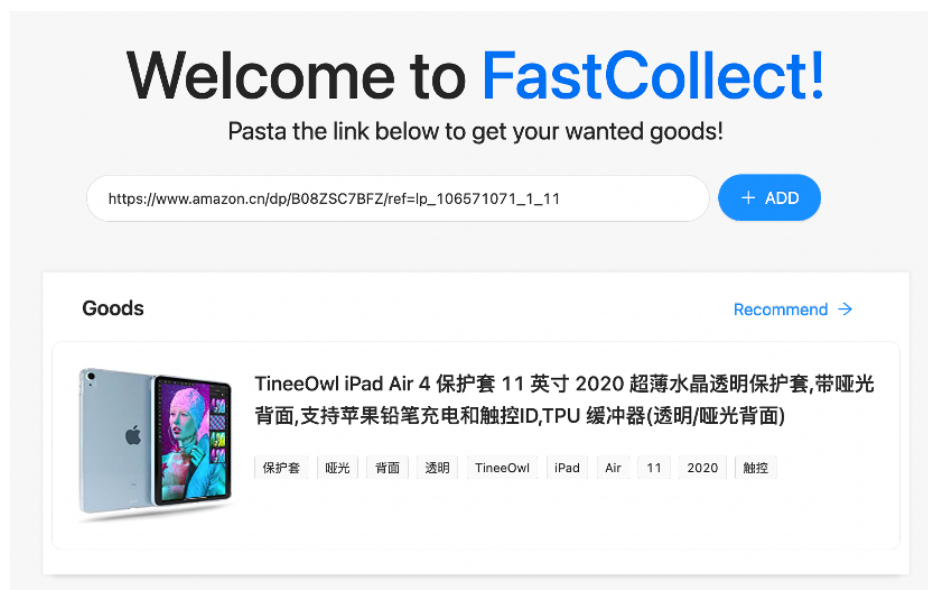 Welcome to FastCollect!
Pasta the link below to get your wanted goods!
https://www.amazon.cn/dp/B08ZSC7BFZ/ref=lp_106571071_1_11
+ ADD
Goods
Recommend →
TineeOwl iPad Air 4 保护套 11 英寸 2020 超薄水晶透明保护套,带哑光
背面,支持苹果铅笔充电和触控ID,TPU 缓冲器(透明/哑光背面)
保护套 哑光 背面 透明 TineeOwl iPad Air 11 2020 触控